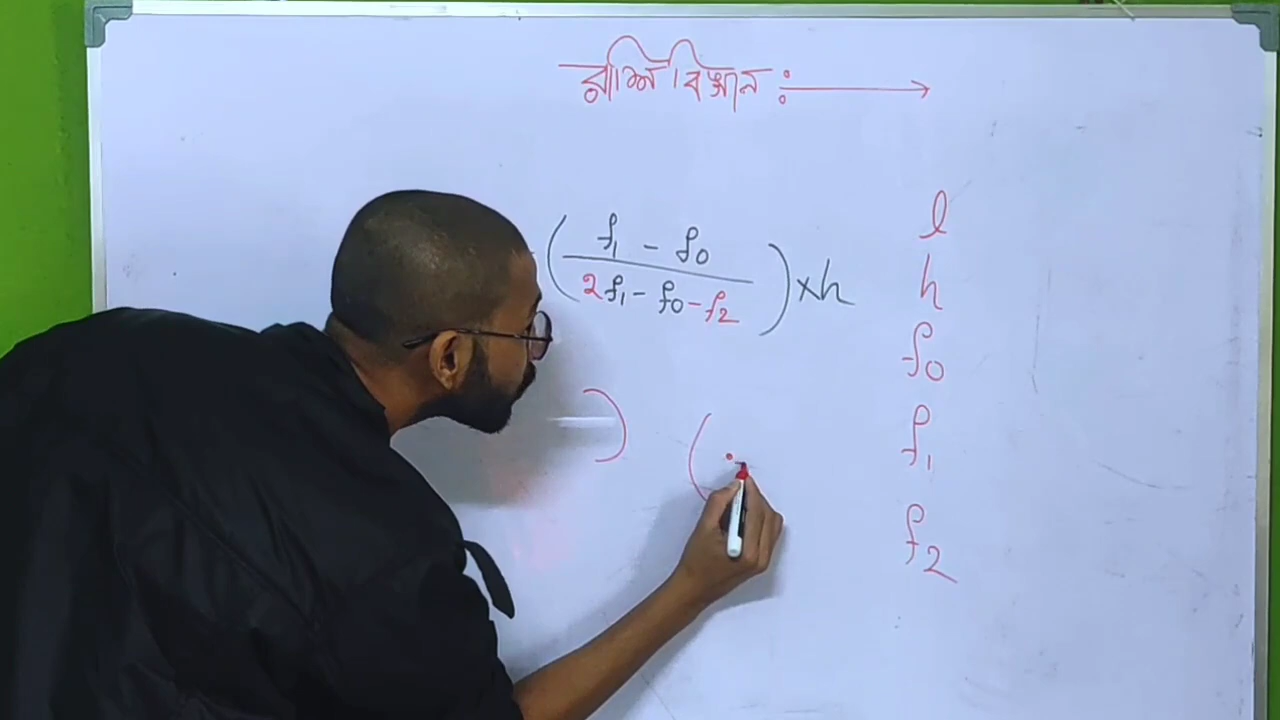 রাশি বিজ্ঞান :→
( f₁ - f₀ / 2f₁ - f₀ - f₂ ) × h
l
h
f₀
f₁
f₂
) (